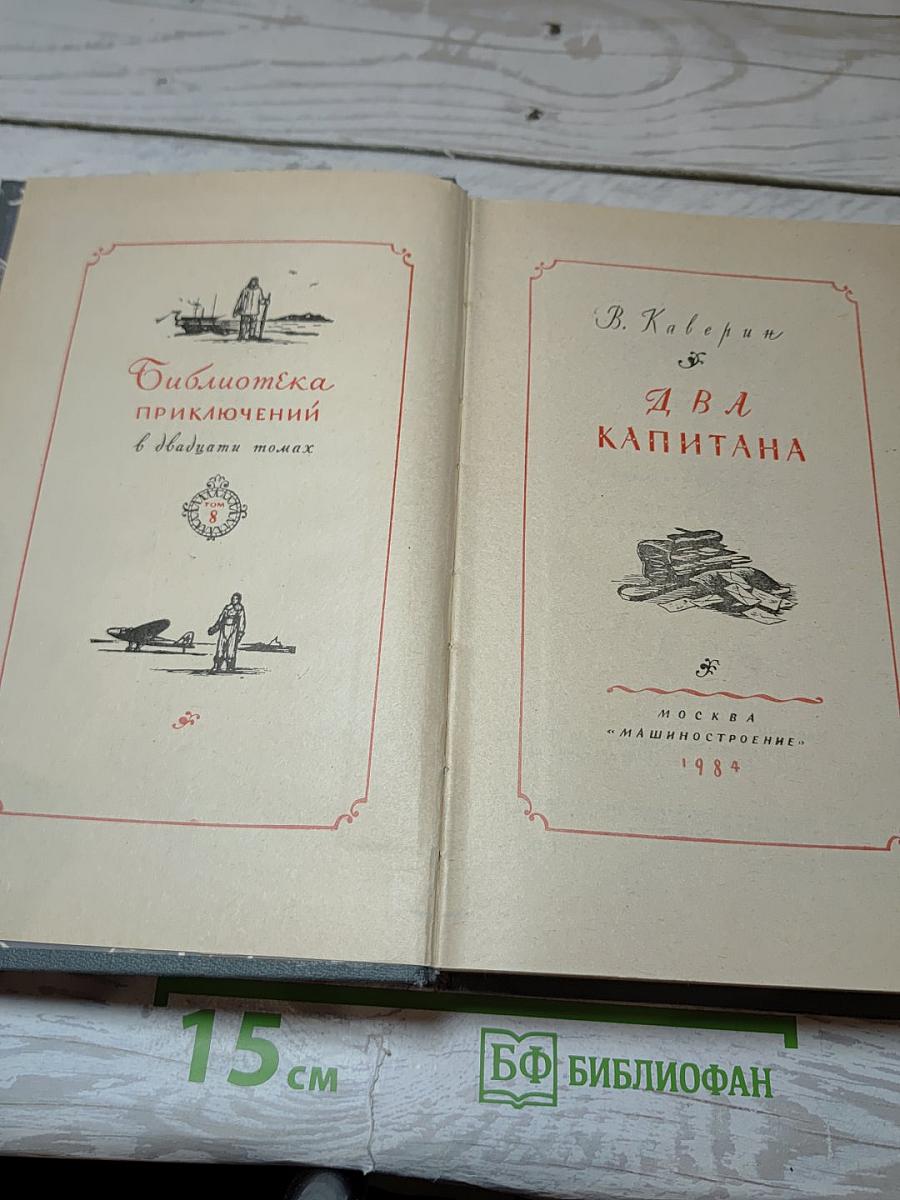 Библиотека
ПРИКЛЮЧЕНИЙ
в двадцати томах
ТОМ
8
В. Каверин
ДВА
КАПИТАНА
МОСКВА
«МАШИНОСТРОЕНИЕ»
1984
15 см
БФ БИБЛИОФАН